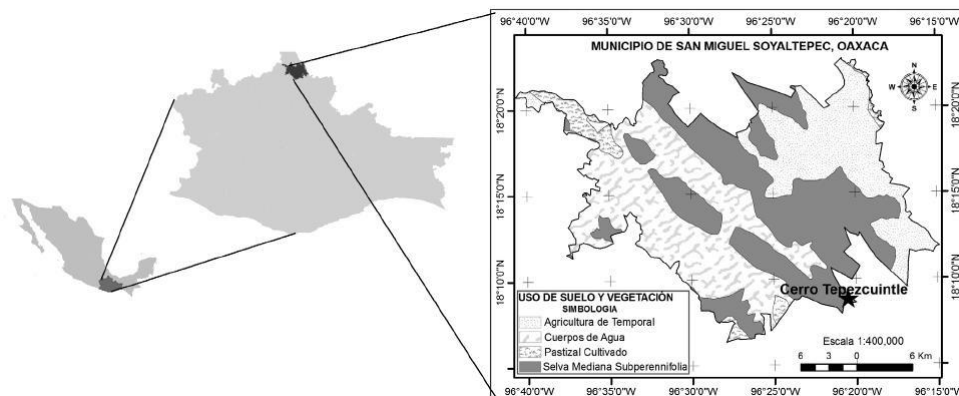 96°40'0"W 96°35'0"W 96°30'0"W 96°25'0"W 96°20'0"W 96°15'0"W
MUNICIPIO DE SAN MIGUEL SOYALTEPEC, OAXACA
N
W E
S
18°20'0"N 18°20'0"N
18°15'0"N 18°15'0"N
18°10'0"N 18°10'0"N
Cerro Tepezcuintle
USO DE SUELO Y VEGETACIÓN
SIMBOLOGIA
Agricultura de Temporal
Cuerpos de Agua
Pastizal Cultivado
Selva Mediana Subperennifolia
Escala 1:400,000
6 3 0 6 Km
96°40'0"W 96°35'0"W 96°30'0"W 96°25'0"W 96°20'0"W 96°15'0"W